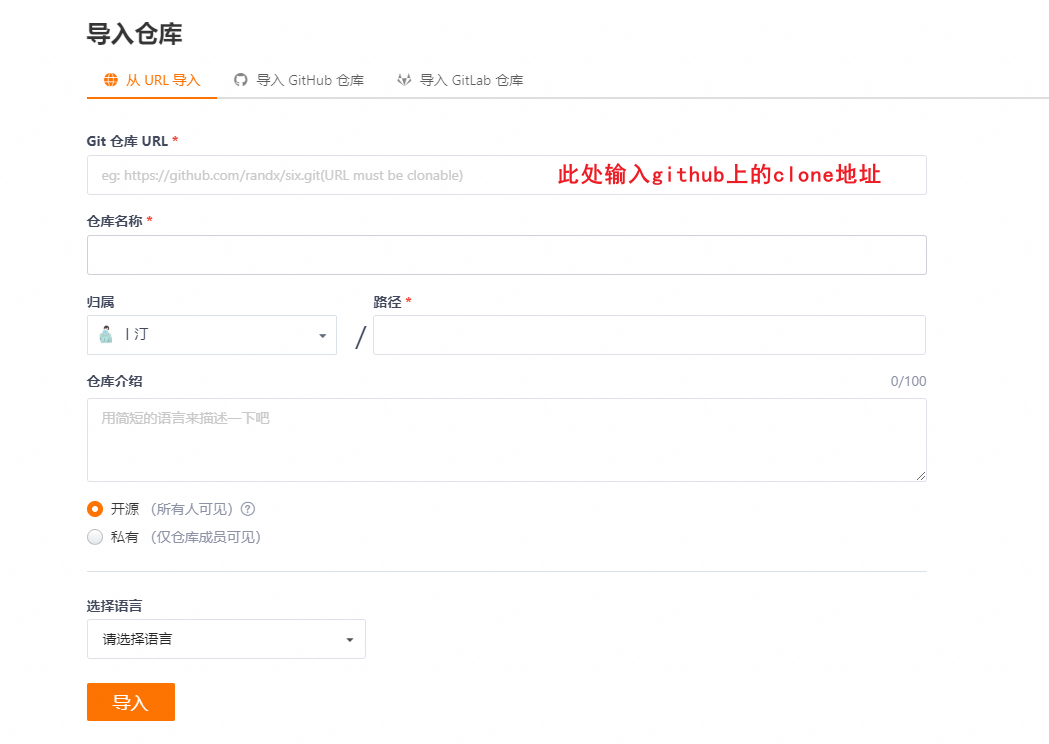 导入仓库
从 URL 导入 导入 GitHub 仓库 导入 GitLab 仓库
Git 仓库 URL *
eg: https://github.com/randx/six.git(URL must be clonable) 此处输入github上的clone地址
仓库名称 *
归属 路径 *
丨汀 /
仓库介绍 0/100
用简短的语言来描述一下吧
开源 (所有人可见) ?
私有 (仅仓库成员可见)
选择语言
请选择语言
导入